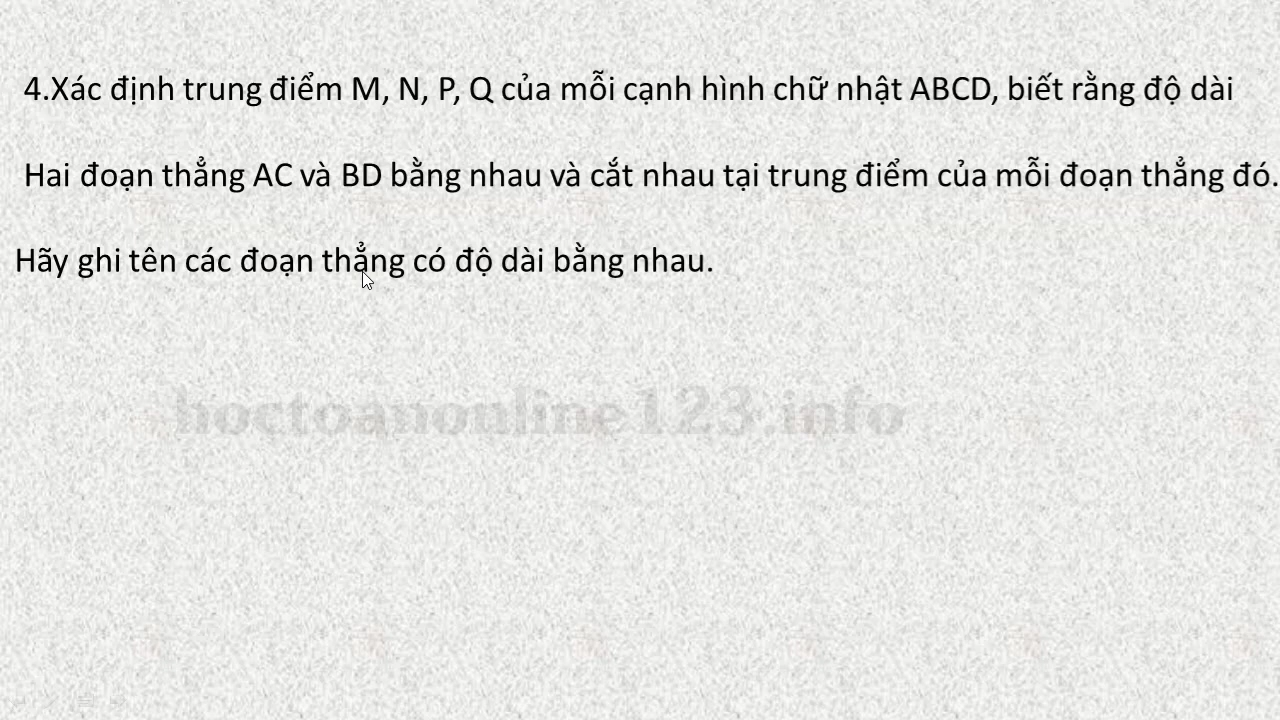 4.Xác định trung điểm M, N, P, Q của mỗi cạnh hình chữ nhật ABCD, biết rằng độ dài
Hai đoạn thẳng AC và BD bằng nhau và cắt nhau tại trung điểm của mỗi đoạn thẳng đó.
Hãy ghi tên các đoạn thẳng có độ dài bằng nhau.
hoctoanonline123.info